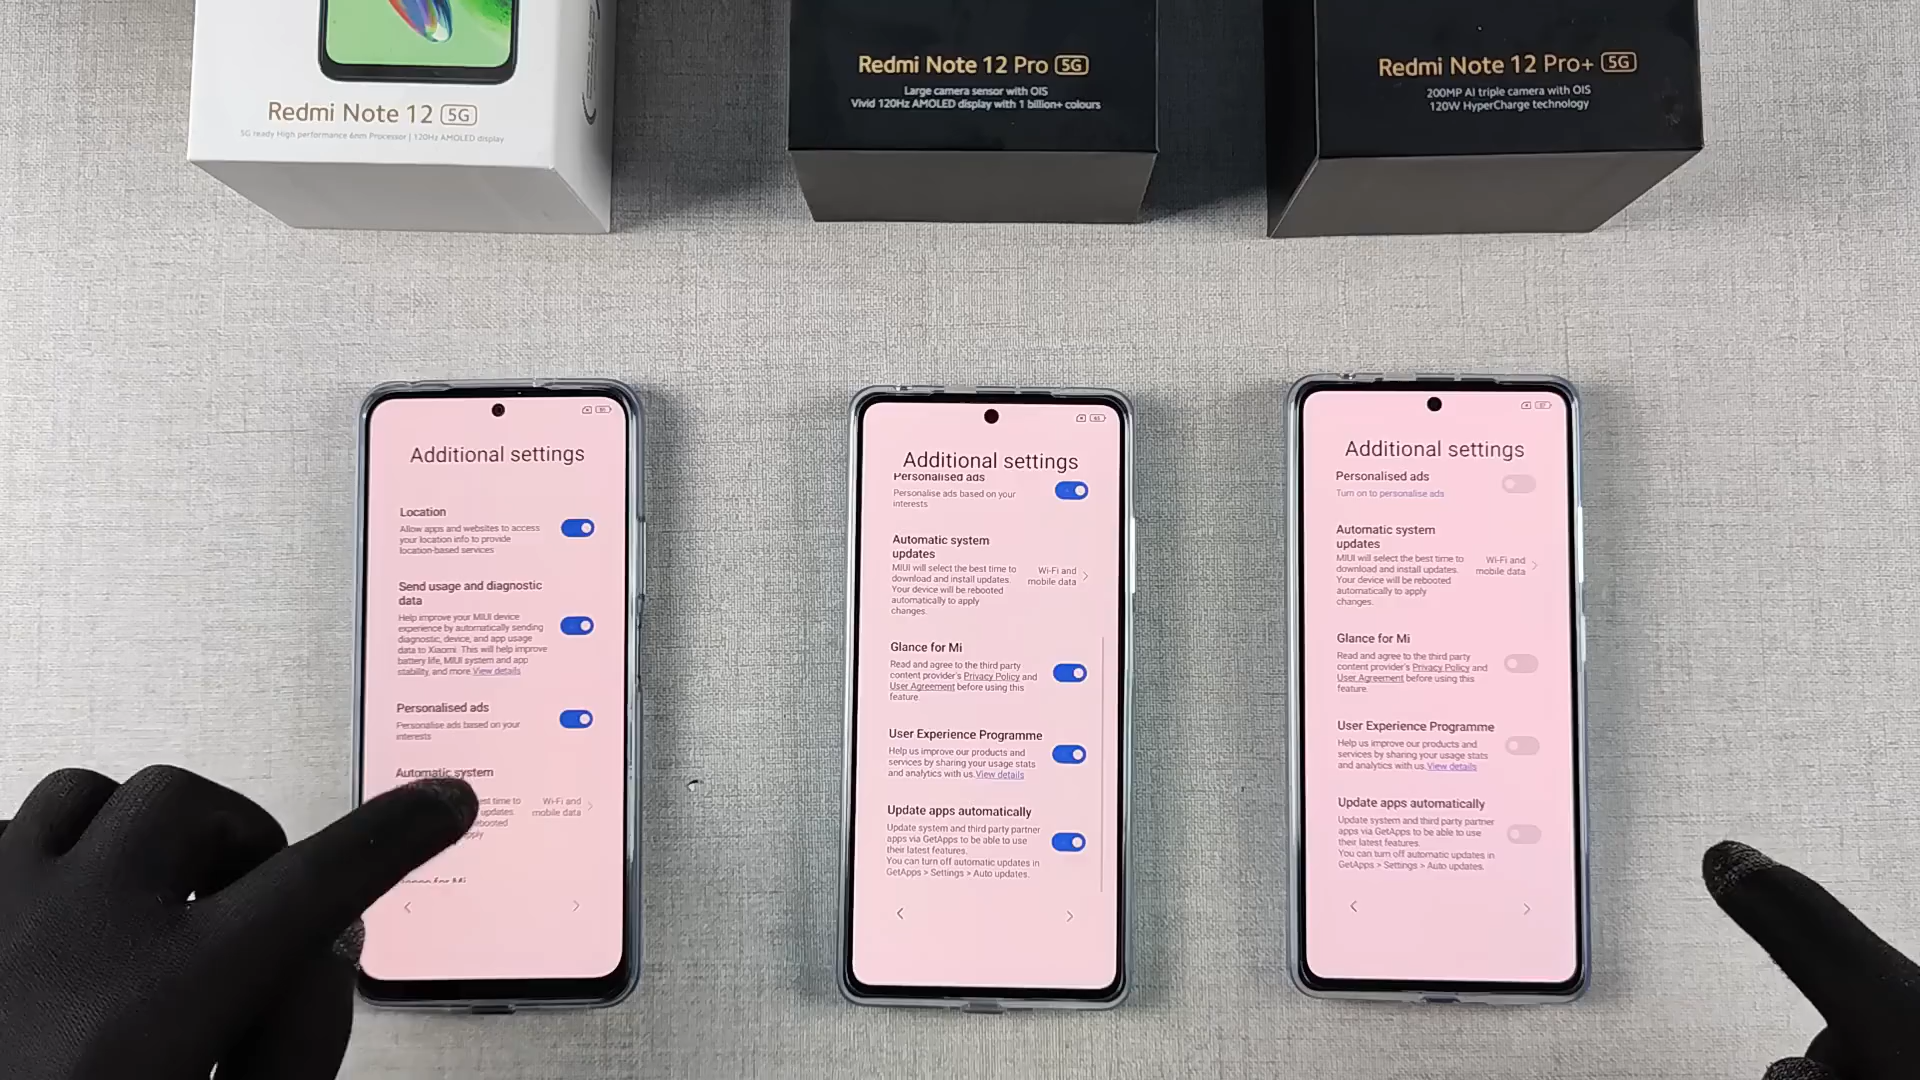 Redmi Note 12 5G
5G ready High performance 6nm Processor | 120Hz AMOLED display
Redmi Note 12 Pro 5G
Large camera sensor with OIS
Vivid 120Hz AMOLED display with 1 billion+ colours
Redmi Note 12 Pro+ 5G
200MP AI triple camera with OIS
120W HyperCharge technology
Additional settings
Location
Allow apps and websites to access
your location info to provide
location-based services
Send usage and diagnostic
data
Help improve your MIUI device
experience by automatically sending
diagnostic, device, and app usage
data to Xiaomi. This will help improve
battery life, MIUI system and app
stability, and more. View details
Personalised ads
Personalise ads based on your
interests
Automatic system
best time to
updates.
rebooted
apply
Wi-Fi and
mobile data
Additional settings
Personalised ads
Personalise ads based on your
interests
Automatic system
updates
MIUI will select the best time to
download and install updates.
Your device will be rebooted
automatically to apply
changes.
Wi-Fi and
mobile data
Glance for Mi
Read and agree to the third party
content provider's Privacy Policy and
User Agreement before using this
feature.
User Experience Programme
Help us improve our products and
services by sharing your usage stats
and analytics with us.View details
Update apps automatically
Update system and third party partner
apps via GetApps to be able to use
their latest features.
You can turn off automatic updates in
GetApps > Settings > Auto updates.
Additional settings
Personalised ads
Turn on to personalise ads
Automatic system
updates
MIUI will select the best time to
download and install updates.
Your device will be rebooted
automatically to apply
changes.
Wi-Fi and
mobile data
Glance for Mi
Read and agree to the third party
content provider's Privacy Policy and
User Agreement before using this
feature.
User Experience Programme
Help us improve our products and
services by sharing your usage stats
and analytics with us.View details
Update apps automatically
Update system and third party partner
apps via GetApps to be able to use
their latest features.
You can turn off automatic updates in
GetApps > Settings > Auto updates.